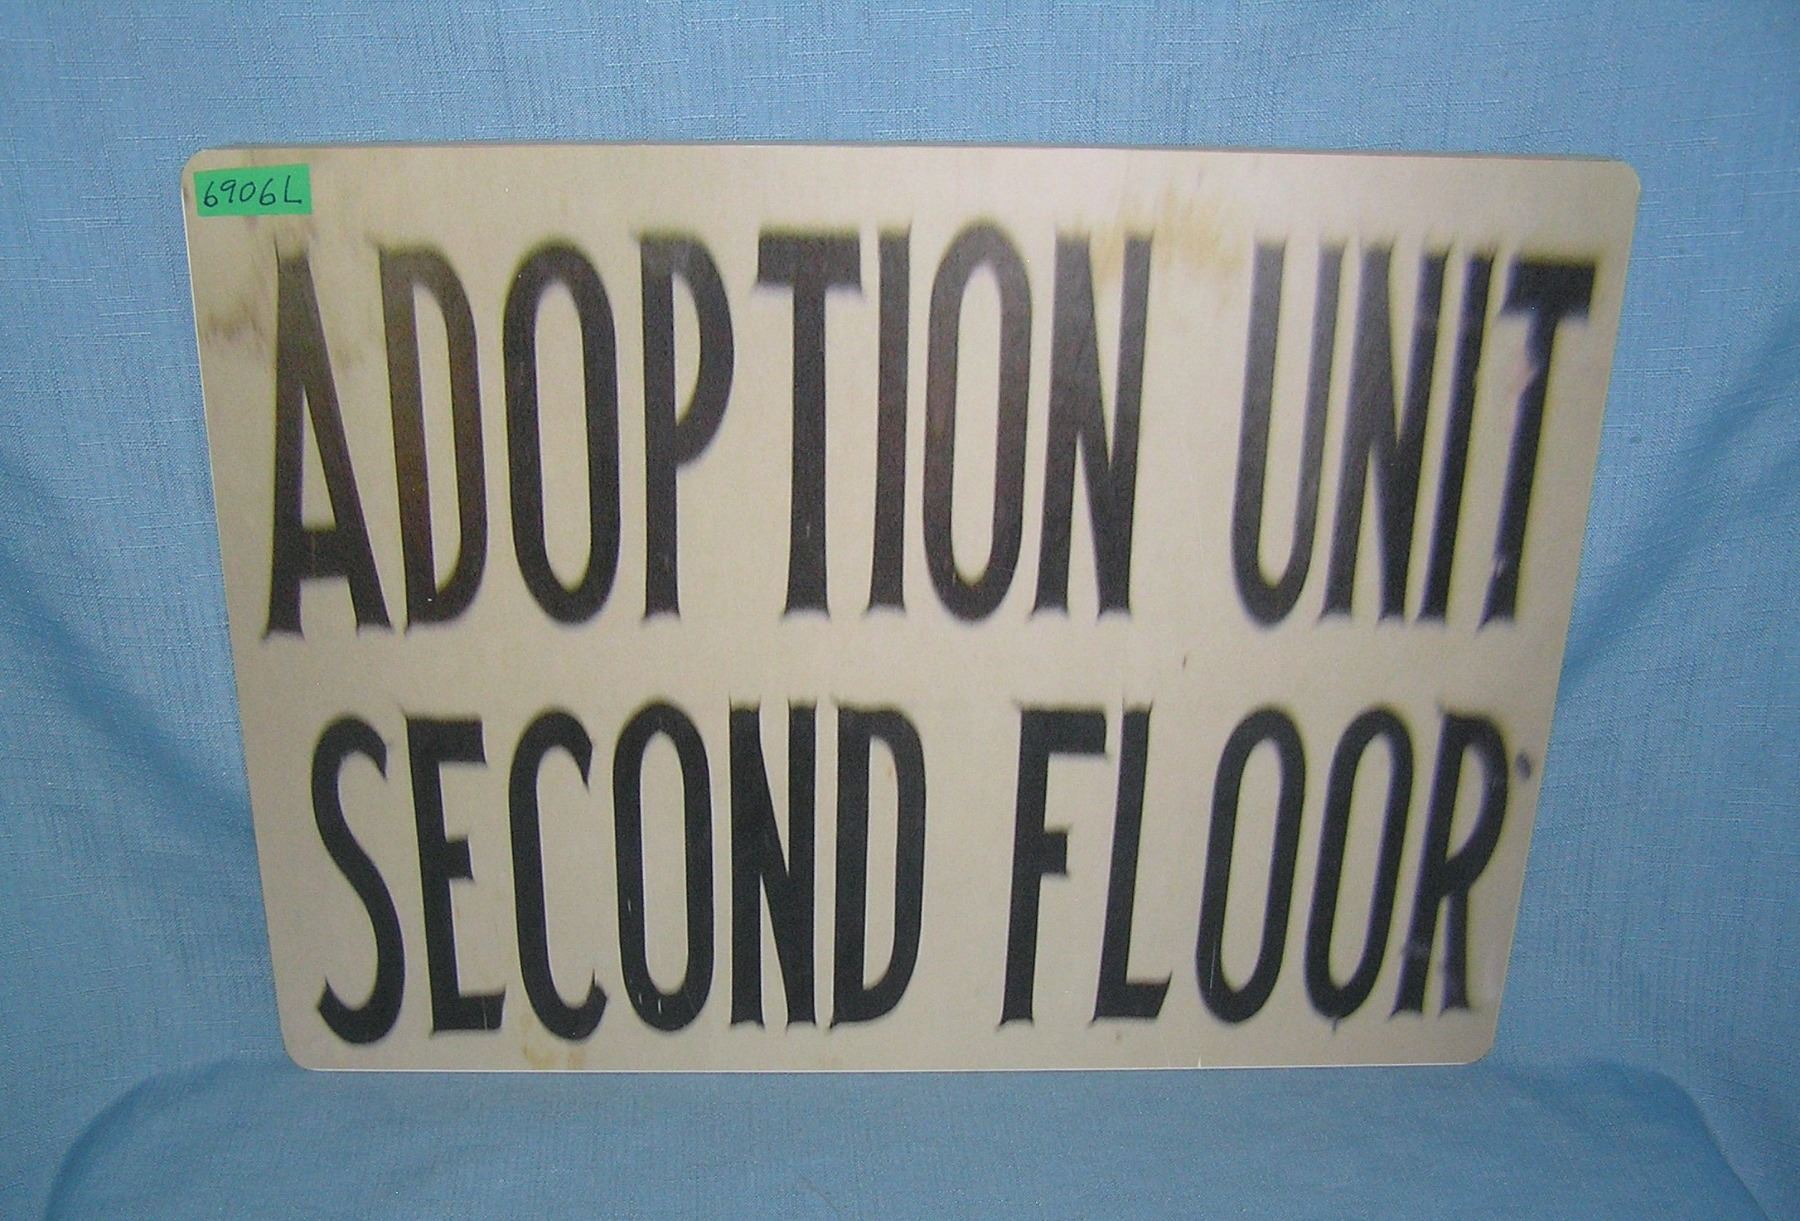 6906L
ADOPTION UNIT
SECOND FLOOR